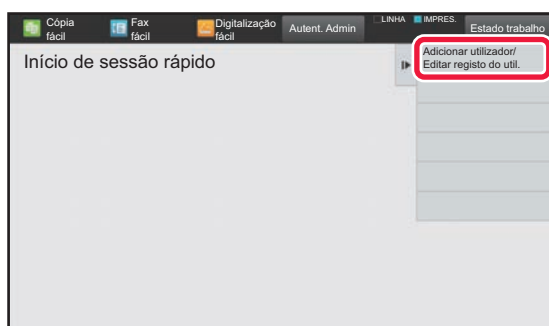 Cópia
fácil
Fax
fácil
Digitalização
fácil
Autent. Admin
LINHA
IMPRES.
Estado trabalho
Início de sessão rápido
Adicionar utilizador/
Editar registo do util.